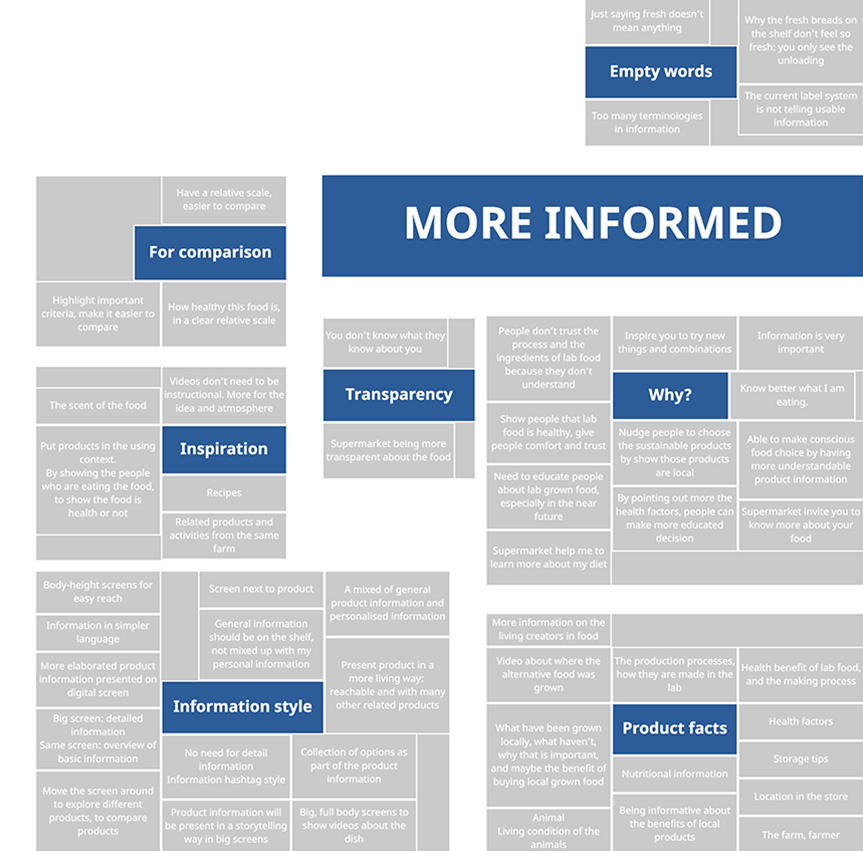 Just saying fresh doesn't
mean anything
Empty words
Too many terminologies
in information
Why the fresh breads on
the shelf don't feel so
fresh: you only see the
unloading
The current label system
is not telling usable
information
MORE INFORMED
Have a relative scale,
easier to compare
For comparison
Highlight important
criteria, make it easier to
compare
How healthy this food is,
in a clear relative scale
Videos don't need to be
instructional. More for the
idea and atmosphere
The scent of the food
Inspiration
Put products in the using
context.
By showing the people
who are eating the food,
to show the food is
health or not
Recipes
Related products and
activities from the same
farm
You don't know what they
know about you
Transparency
Supermarket being more
transparent about the food
People don't trust the
process and the
ingredients of lab food
because they don't
understand
Inspire you to try new
things and combinations
Information is very
important
Why?
Know better what I am
eating.
Show people that lab
food is healthy, give
people comfort and trust
Nudge people to choose
the sustainable products
by show those products
are local
Able to make conscious
food choice by having
more understandable
product information
Need to educate people
about lab grown food,
especially in the near
future
By pointing out more the
health factors, people can
make more educated
decision
Supermarket invite you to
know more about your
food
Supermarket help me to
learn more about my diet
Body-height screens for
easy reach
Screen next to product
A mixed of general
product information and
personalised information
Information in simpler
language
General information
should be on the shelf,
not mixed up with my
personal information
More elaborated product
information presented on
digital screen
Present product in a
more living way:
reachable and with many
other related products
Information style
Big screen: detailed
information
Same screen: overview of
basic information
No need for detail
information
Information hashtag style
Collection of options as
part of the product
information
Move the screen around
to explore different
products, to compare
products
Product information will
be present in a storytelling
way in big screens
Big, full body screens to
show videos about the
dish
More information on the
living creators in food
Video about where the
alternative food was
grown
The production processes,
how they are made in the
lab
Health benefit of lab food,
and the making process
What have been grown
locally, what haven't,
why that is important,
and maybe the benefit of
buying local grown food
Product facts
Health factors
Nutritional information
Storage tips
Location in the store
Animal
Living condition of the
animals
Being informative about
the benefits of local
products
The farm, farmer